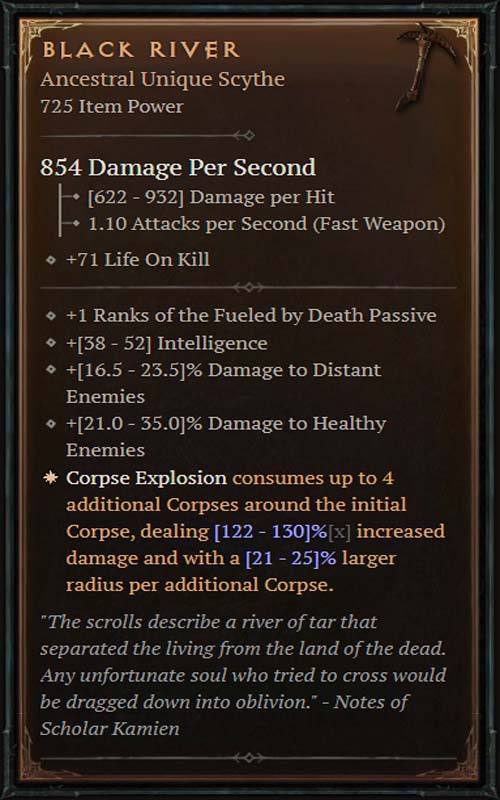 BLACK RIVER
Ancestral Unique Scythe
725 Item Power
854 Damage Per Second
[622 - 932] Damage per Hit
1.10 Attacks per Second (Fast Weapon)
+71 Life On Kill
+1 Ranks of the Fueled by Death Passive
+[38 - 52] Intelligence
+[16.5 - 23.5]% Damage to Distant
Enemies
+[21.0 - 35.0]% Damage to Healthy
Enemies
Corpse Explosion consumes up to 4
additional Corpses around the initial
Corpse, dealing [122 - 130]%[x] increased
damage and with a [21 - 25]% larger
radius per additional Corpse.
"The scrolls describe a river of tar that
separated the living from the land of the dead.
Any unfortunate soul who tried to cross would
be dragged down into oblivion." - Notes of
Scholar Kamien